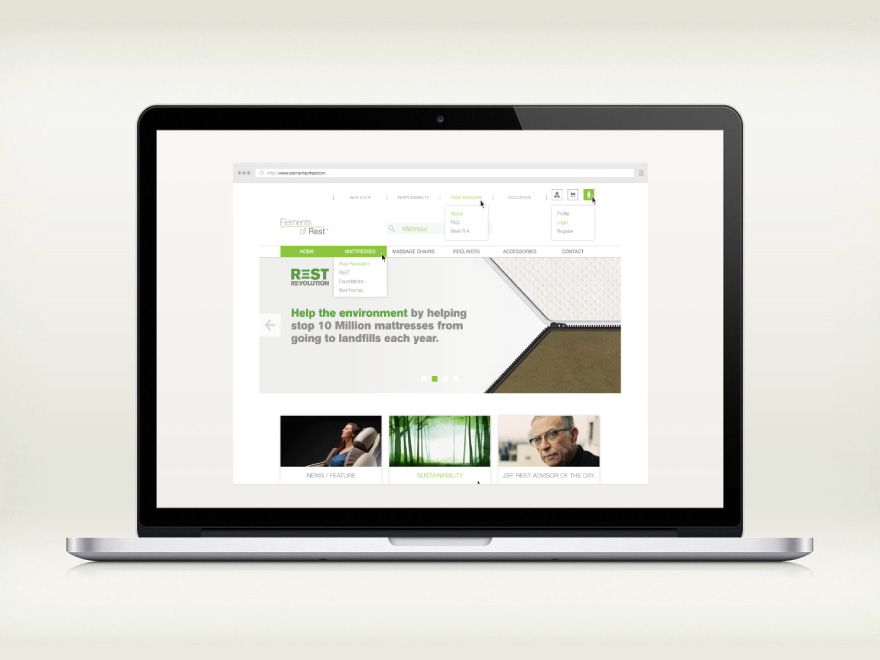 http://www.elementsofrest.com
WHY E.O.R. RESPONSIBILITY REST ADVISORS EDUCATION
About
FAQ
Meet R.A.
Profile
Login
Register
Elements
of Rest
Mattress
HOME MATTRESSES MASSAGE CHAIRS RECLINERS ACCESSORIES CONTACT
Rest Revolution
ReST
Foundations
Bed Frames
REST
REVOLUTION
Help the environment by helping
stop 10 Million mattresses from
going to landfills each year.
NEWS / FEATURE SUSTAINABILITY JSP, REST ADVISOR OF THE DAY.